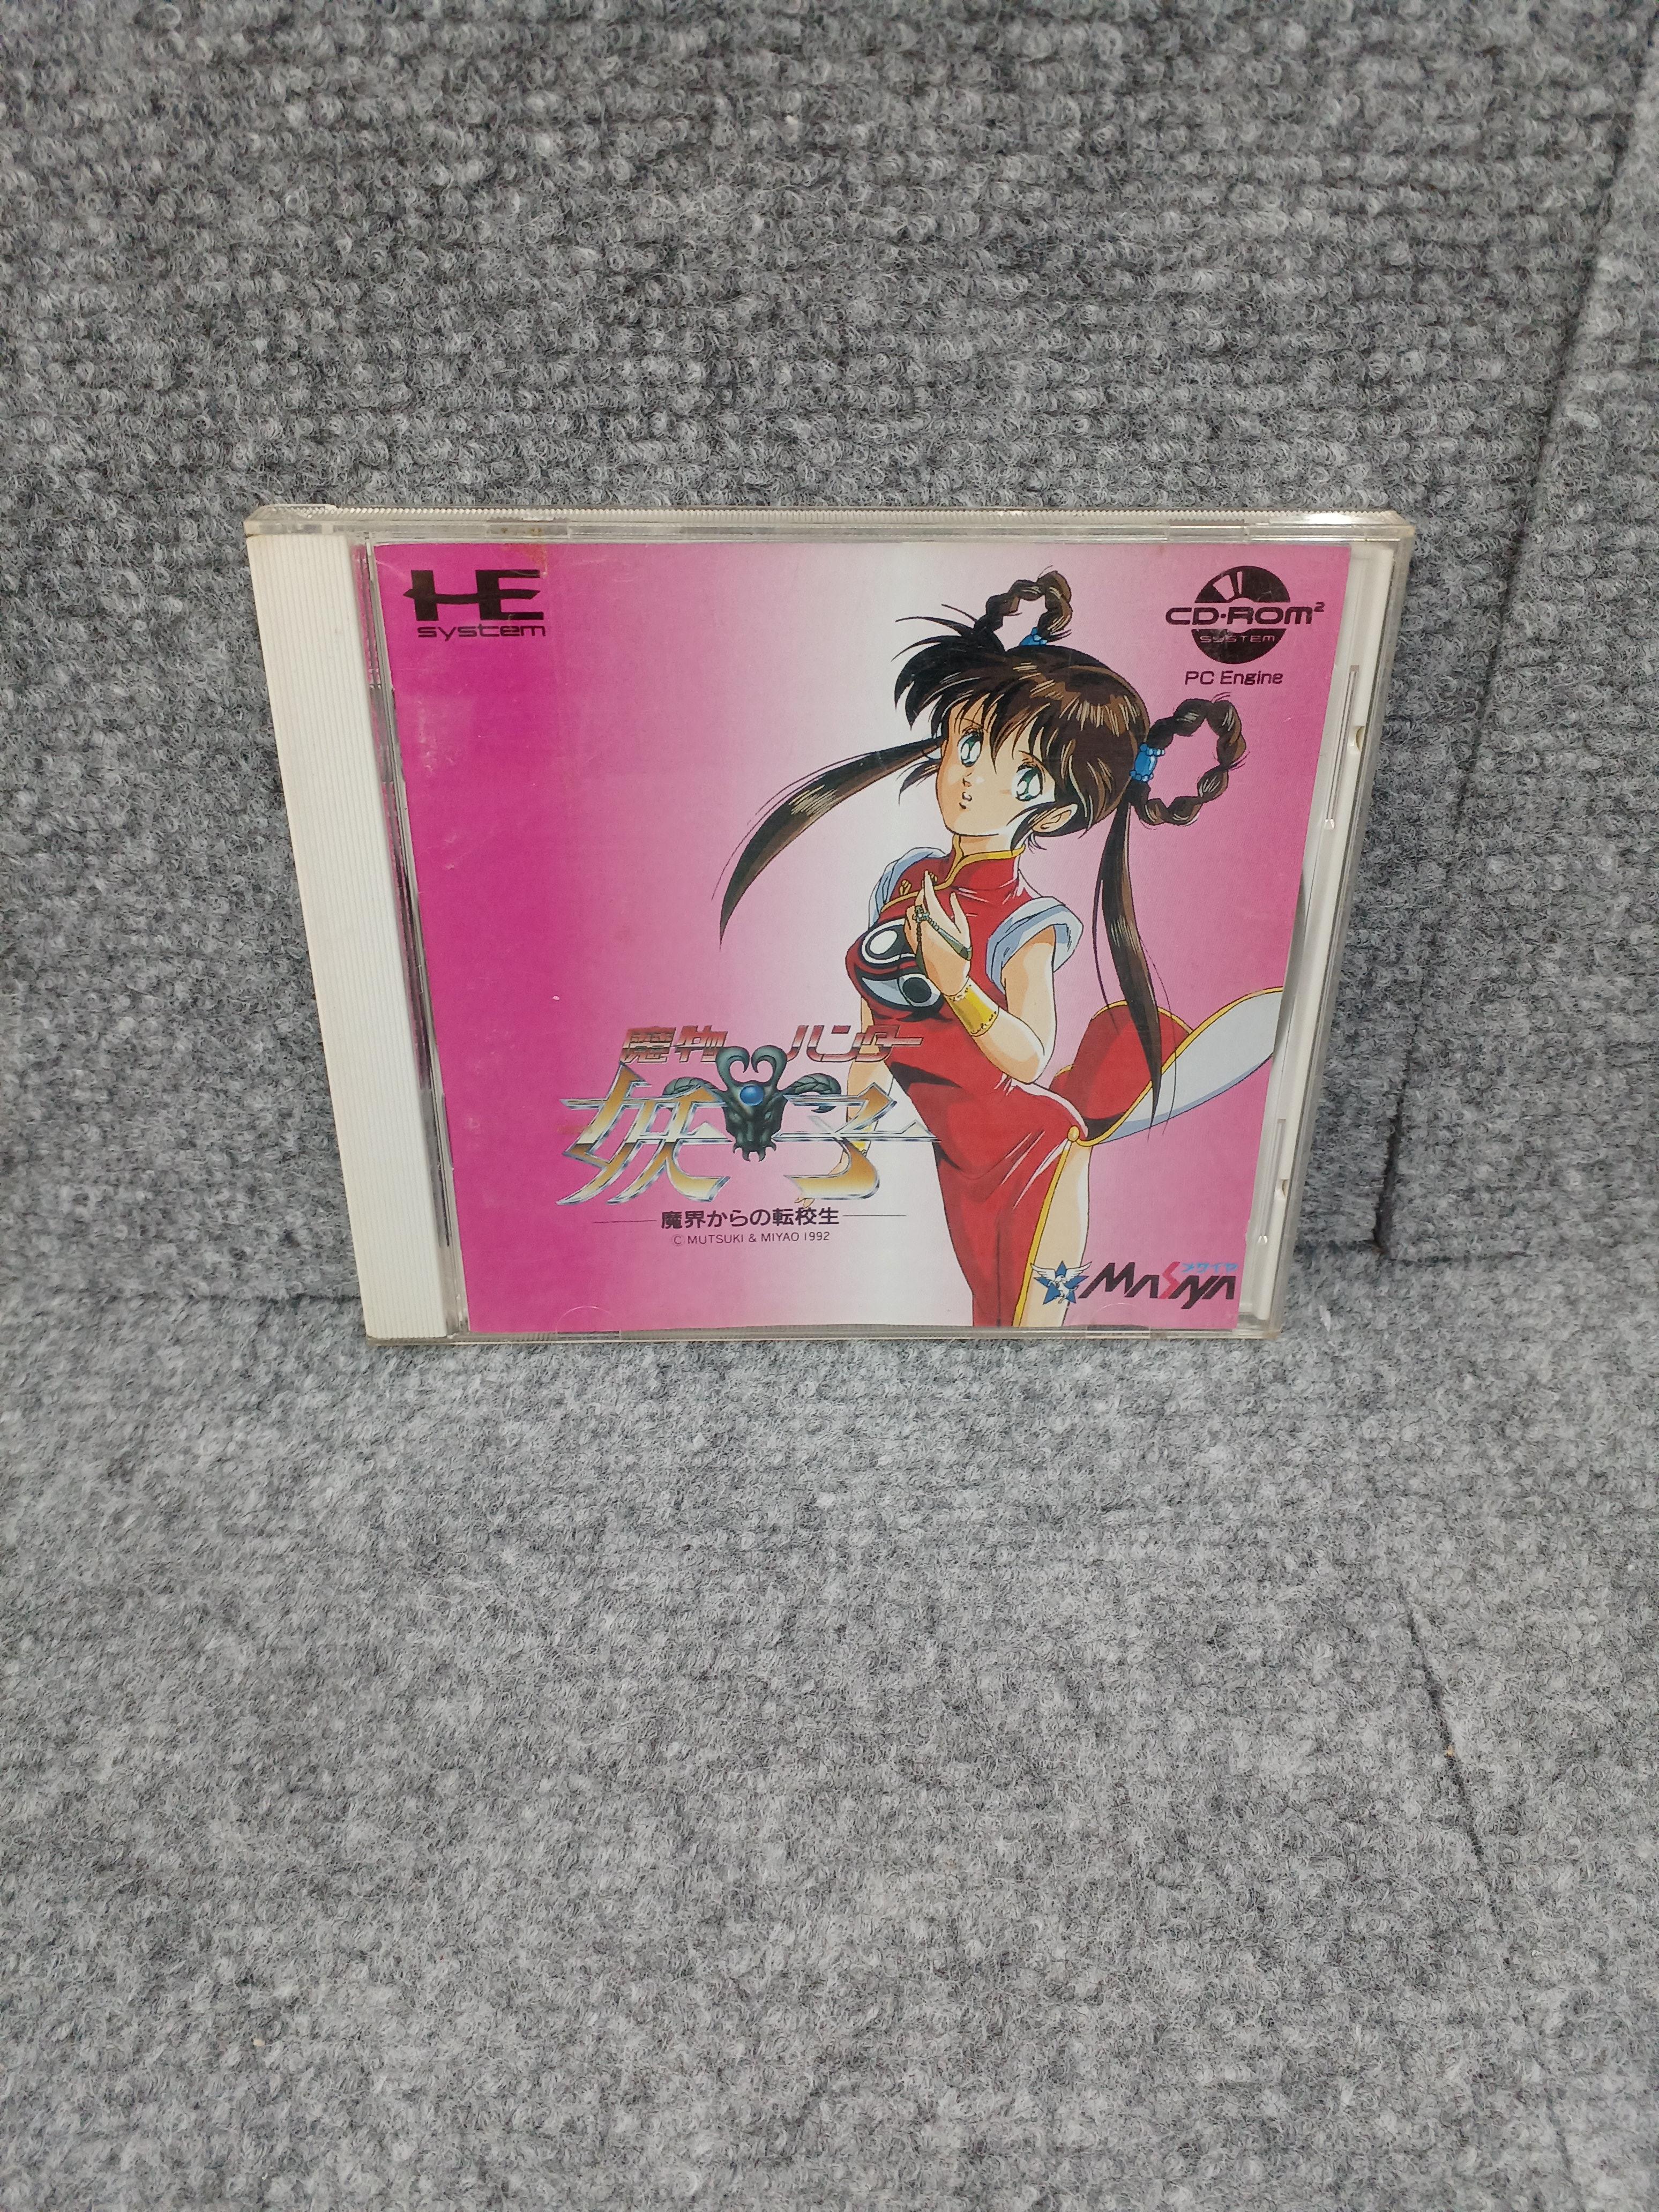 HE
system
CD-ROM²
SYSTEM
PC Engine
魔物ハンター
妖子
魔界からの転校生
© MUTSUKI & MIYAO 1992
メサイヤ
MASAYA